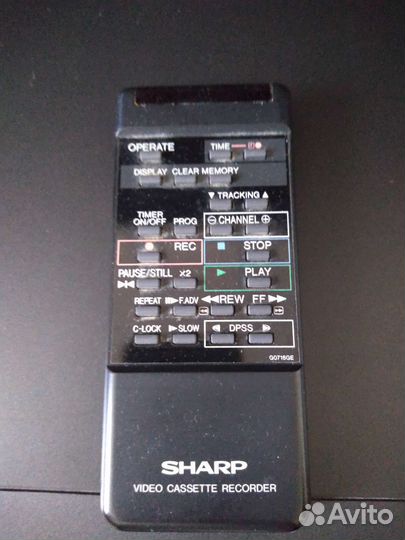 OPERATE TIME
DISPLAY CLEAR MEMORY
▼ TRACKING ▲
TIMER ON/OFF PROG ⊖ CHANNEL ⊕
REC ■ STOP
PAUSE/STILL X2 ▶ PLAY
REPEAT F.ADV ◀◀REW FF▶▶
C-LOCK ▶SLOW DPSS
G0716GE
SHARP
VIDEO CASSETTE RECORDER
Avito